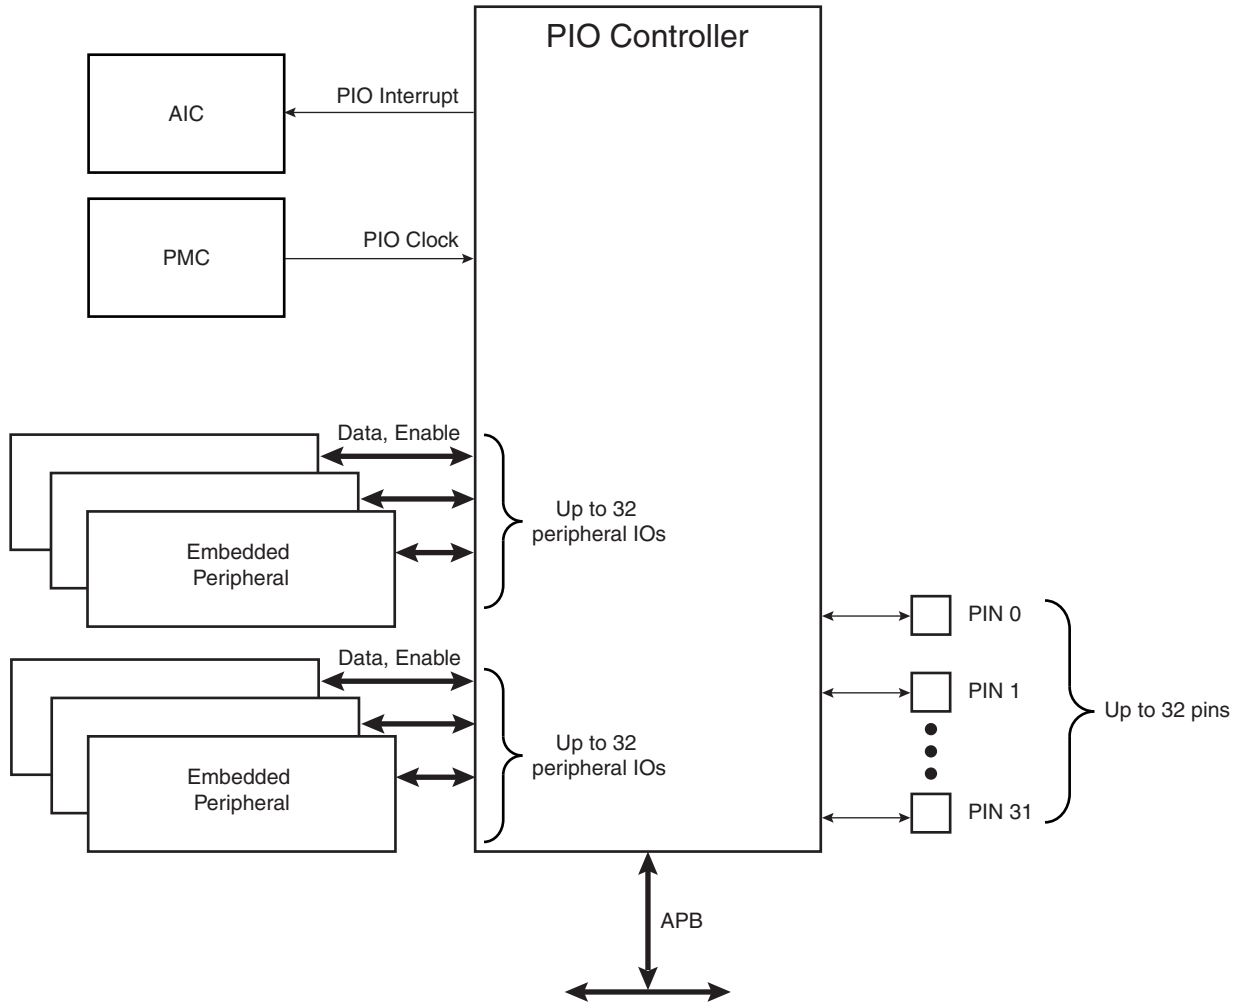 PIO Controller
AIC
PIO Interrupt
PMC
PIO Clock
Data, Enable
Up to 32
peripheral IOs
Embedded
Peripheral
Data, Enable
Up to 32
peripheral IOs
Embedded
Peripheral
PIN 0
PIN 1
PIN 31
Up to 32 pins
APB